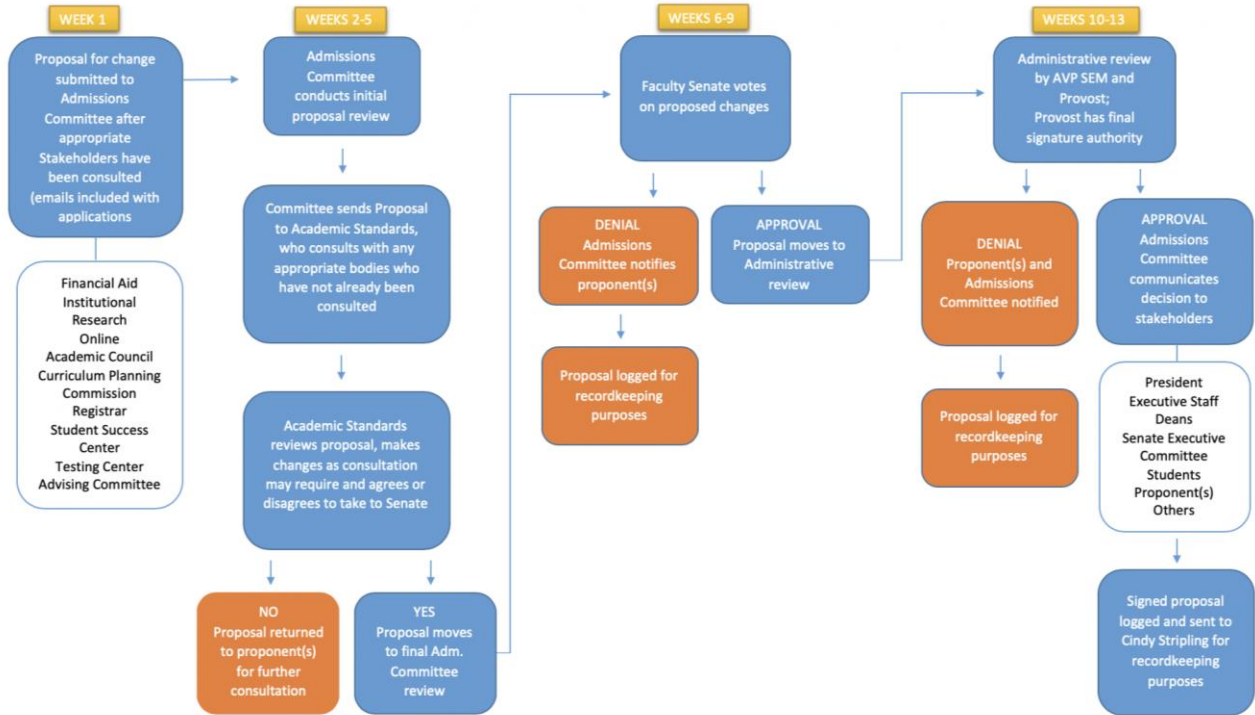 WEEK 1
Proposal for change
submitted to
Admissions
Committee after
appropriate
Stakeholders have
been consulted
(emails included with
applications
Financial Aid
Institutional
Research
Online
Academic Council
Curriculum Planning
Commission
Registrar
Student Success
Center
Testing Center
Advising Committee
WEEKS 2-5
Admissions
Committee
conducts initial
proposal review
Committee sends Proposal
to Academic Standards,
who consults with any
appropriate bodies who
have not already been
consulted
Academic Standards
reviews proposal, makes
changes as consultation
may require and agrees or
disagrees to take to Senate
NO
Proposal returned
to proponent(s)
for further
consultation
YES
Proposal moves
to final Adm.
Committee
review
WEEKS 6-9
Faculty Senate votes
on proposed changes
DENIAL
Admissions
Committee notifies
proponent(s)
Proposal logged for
recordkeeping
purposes
APPROVAL
Proposal moves to
Administrative
review
WEEKS 10-13
Administrative review
by AVP SEM and
Provost;
Provost has final
signature authority
DENIAL
Proponent(s) and
Admissions
Committee notified
Proposal logged for
recordkeeping
purposes
APPROVAL
Admissions
Committee
communicates
decision to
stakeholders
President
Executive Staff
Deans
Senate Executive
Committee
Students
Proponent(s)
Others
Signed proposal
logged and sent to
Cindy Stripling for
recordkeeping
purposes